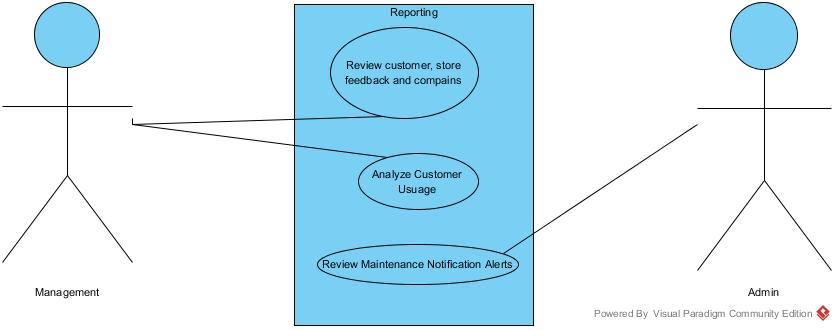 Reporting
Review customer, store
feedback and compains
Analyze Customer
Usuage
Review Maintenance Notification Alerts
Management
Admin
Powered By Visual Paradigm Community Edition